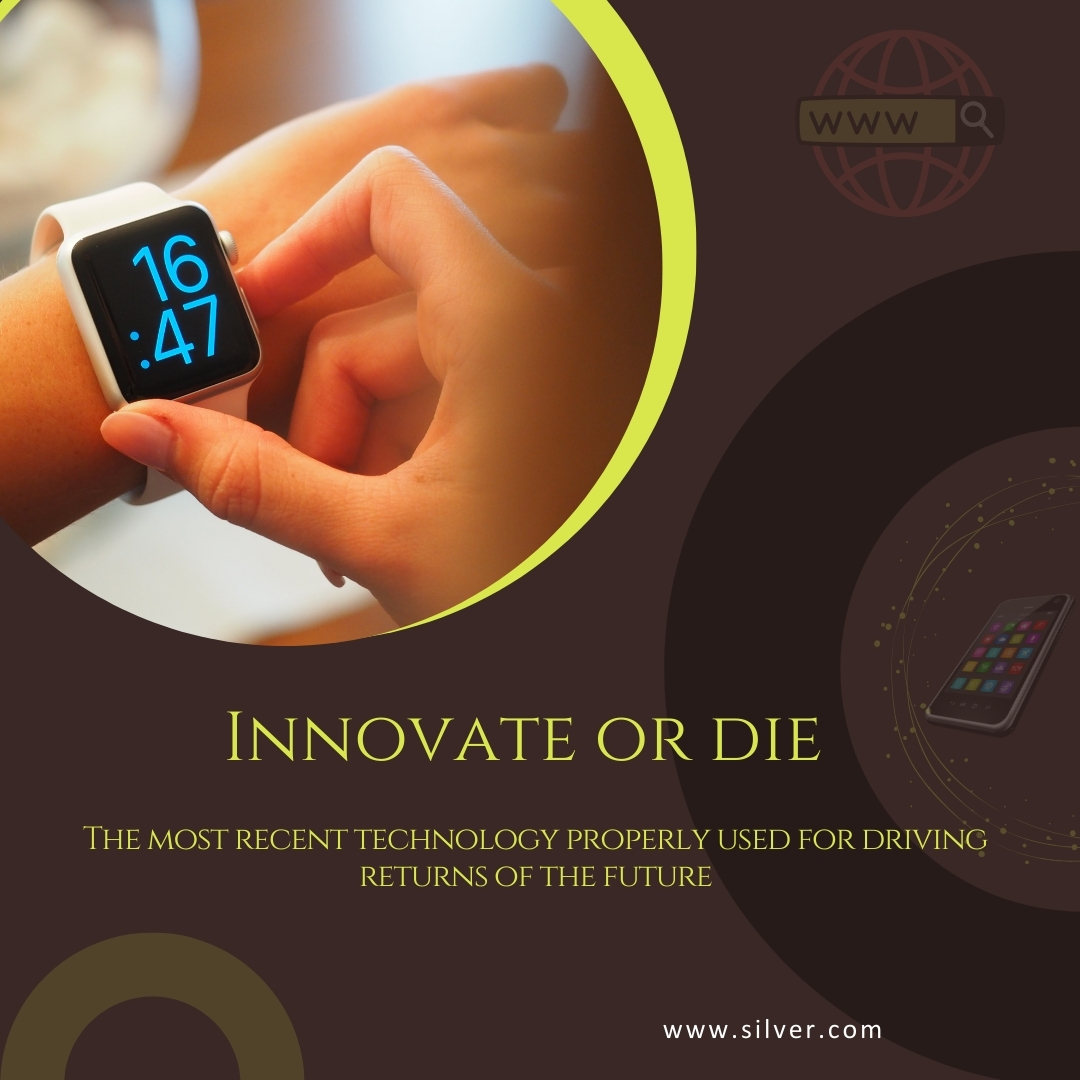 WWW
16
:47
Innovate or die
The most recent technology properly used for driving
returns of the future
www.silver.com